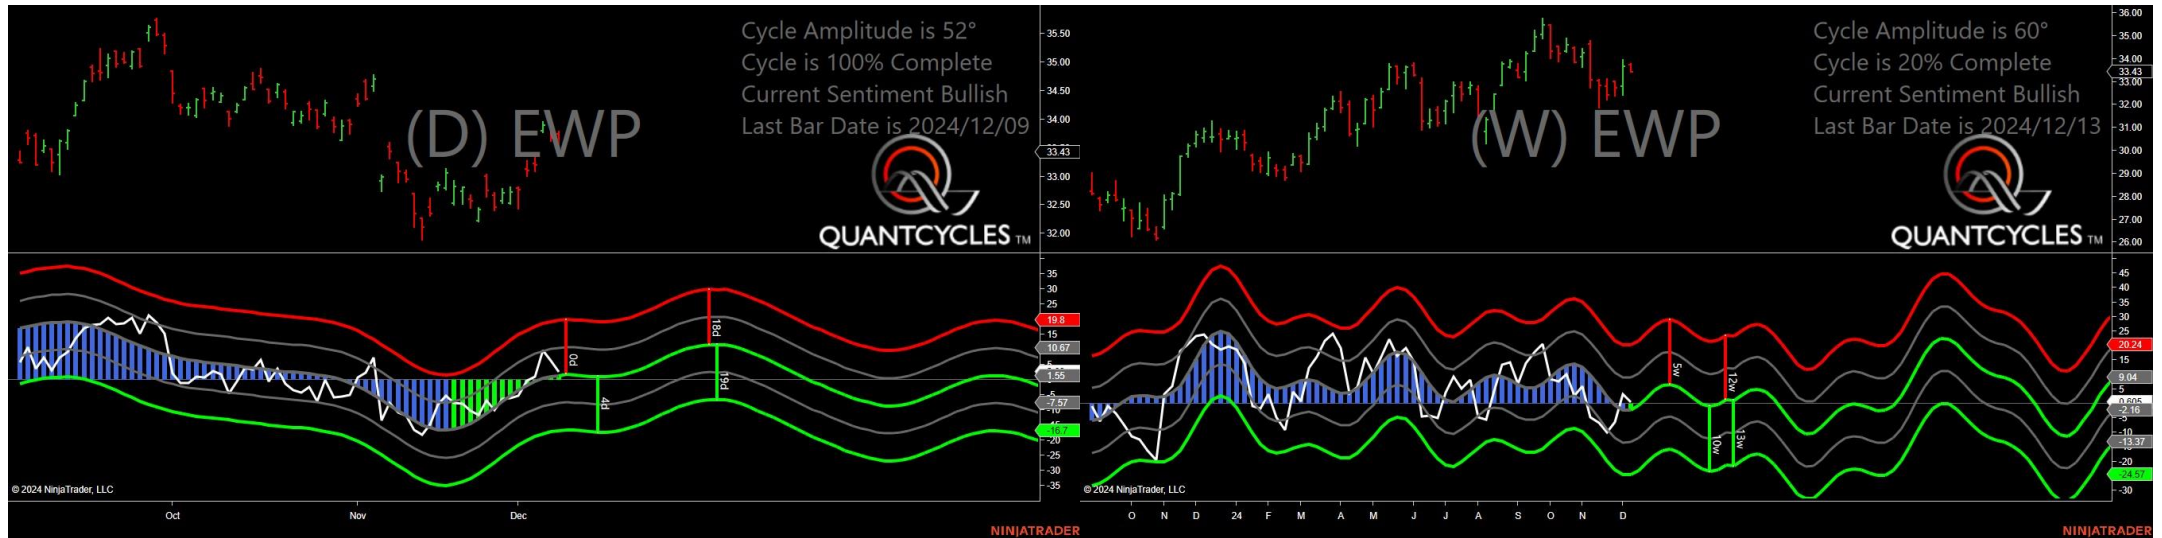 Cycle Amplitude is 52°
Cycle is 100% Complete
Current Sentiment Bullish
Last Bar Date is 2024/12/09
(D) EWP
QUANTCYCLES TM
35.50
35.00
34.50
34.00
33.43
33.00
32.50
32.00
35
30
25
19.8
15
10.67
1.55
-7.57
-10
-16.7
-20
-25
-30
-35
0d
4d
18d
19d
© 2024 NinjaTrader, LLC
Oct
Nov
Dec
NINJATRADER
Cycle Amplitude is 60°
Cycle is 20% Complete
Current Sentiment Bullish
Last Bar Date is 2024/12/13
(W) EWP
QUANTCYCLES TM
36.00
35.00
34.00
33.43
33.00
32.00
31.00
30.00
29.00
28.00
27.00
26.00
45
40
35
30
25
20.24
15
9.04
5
0.605
-2.16
-10
-13.37
-20
-24.57
-30
5w
10w
12w
13w
© 2024 NinjaTrader, LLC
O N D 24 F M A M J J A S O N D
NINJATRADER